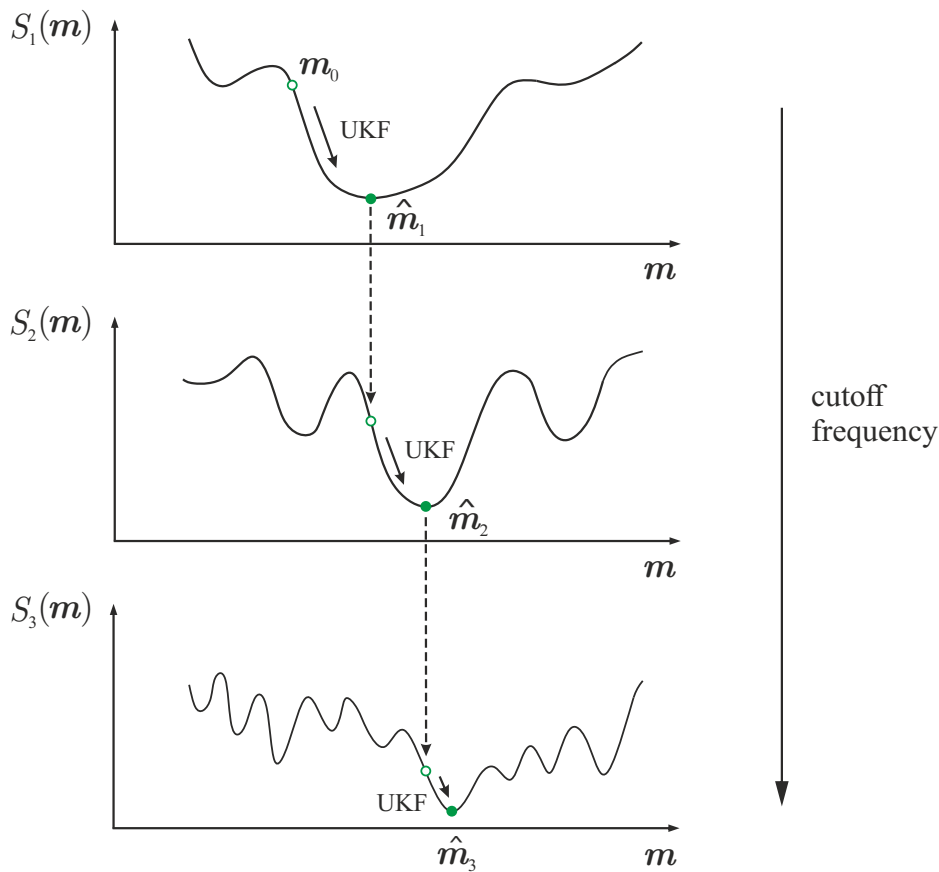 S₁(m)
m₀
UKF
m̂₁
m
S₂(m)
UKF
m̂₂
m
cutoff
frequency
S₃(m)
UKF
m̂₃
m